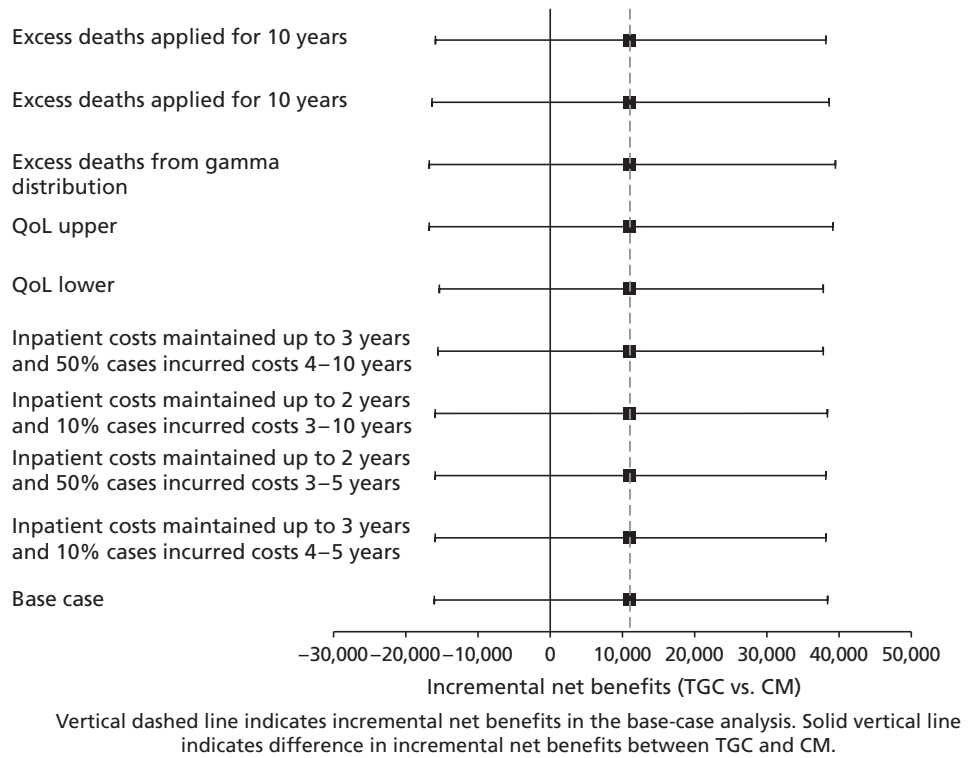 Excess deaths applied for 10 years
Excess deaths applied for 10 years
Excess deaths from gamma
distribution
QoL upper
QoL lower
Inpatient costs maintained up to 3 years
and 50% cases incurred costs 4–10 years
Inpatient costs maintained up to 2 years
and 10% cases incurred costs 3–10 years
Inpatient costs maintained up to 2 years
and 50% cases incurred costs 3–5 years
Inpatient costs maintained up to 3 years
and 10% cases incurred costs 4–5 years
Base case
–30,000 –20,000 –10,000 0 10,000 20,000 30,000 40,000 50,000
Incremental net benefits (TGC vs. CM)
Vertical dashed line indicates incremental net benefits in the base-case analysis. Solid vertical line
indicates difference in incremental net benefits between TGC and CM.